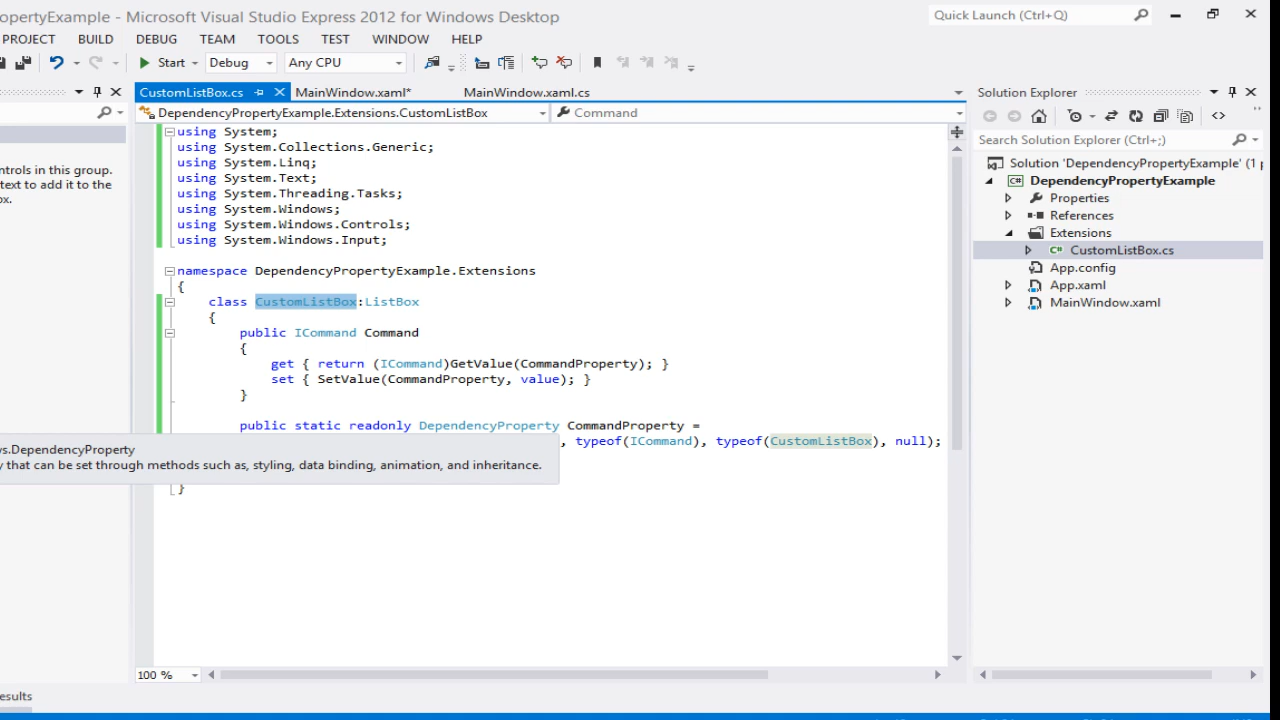 opertyExample - Microsoft Visual Studio Express 2012 for Windows Desktop
Quick Launch (Ctrl+Q)
PROJECT BUILD DEBUG TEAM TOOLS TEST ANALYZE WINDOW HELP
Start Debug Any CPU
CustomListBox.cs MainWindow.xaml* MainWindow.xaml.cs
DependencyPropertyExample.Extensions.CustomListBox Command
ntrols in this group.
text to add it to the
ox.
using System;
using System.Collections.Generic;
using System.Linq;
using System.Text;
using System.Threading.Tasks;
using System.Windows;
using System.Windows.Controls;
using System.Windows.Input;
namespace DependencyPropertyExample.Extensions
{
class CustomListBox:ListBox
{
public ICommand Command
{
get { return (ICommand)GetValue(CommandProperty); }
set { SetValue(CommandProperty, value); }
}
public static readonly DependencyProperty CommandProperty =
, typeof(ICommand), typeof(CustomListBox), null);
s.DependencyProperty
y that can be set through methods such as, styling, data binding, animation, and inheritance.
}
100 %
esults
Solution Explorer
Search Solution Explorer (Ctrl+;)
Solution 'DependencyPropertyExample' (1 p
DependencyPropertyExample
Properties
References
Extensions
C# CustomListBox.cs
App.config
App.xaml
MainWindow.xaml